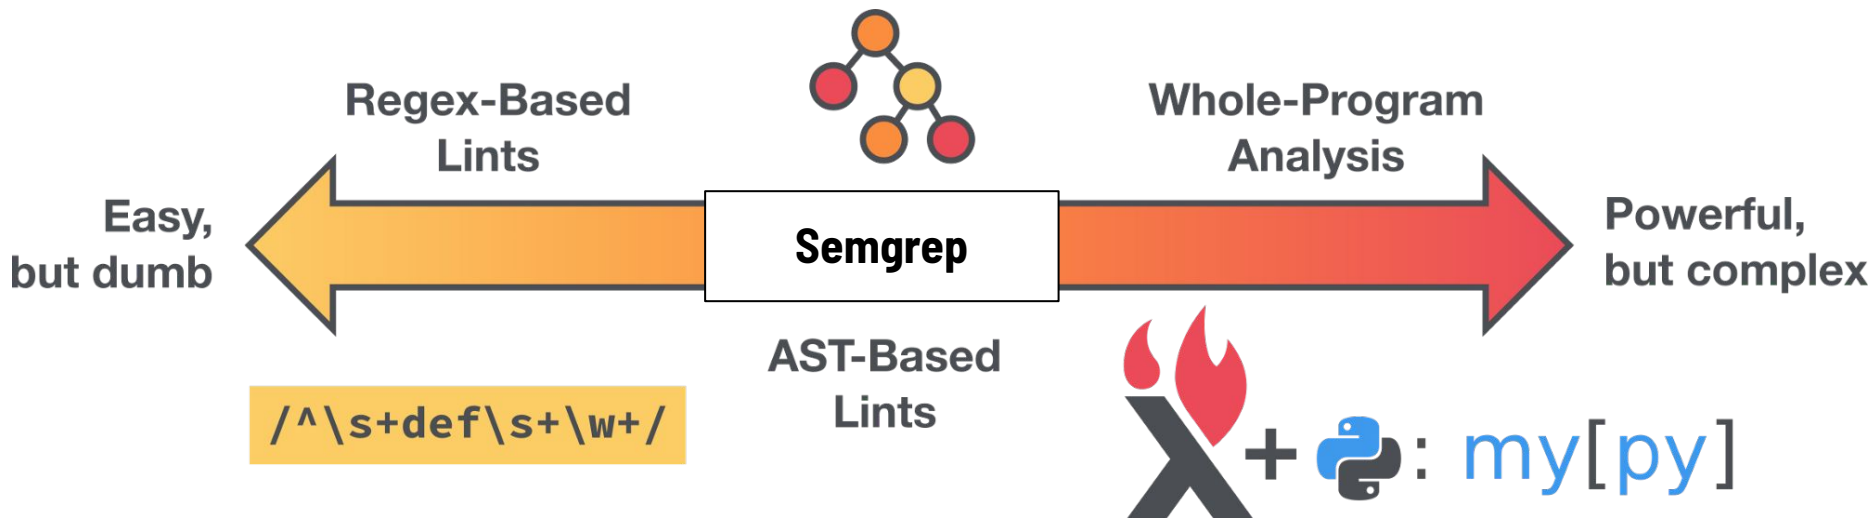 Regex-Based
Lints
Whole-Program
Analysis
Easy,
but dumb
Semgrep
Powerful,
but complex
/^\s+def\s+\w+/
AST-Based
Lints
λ+ : my[py]